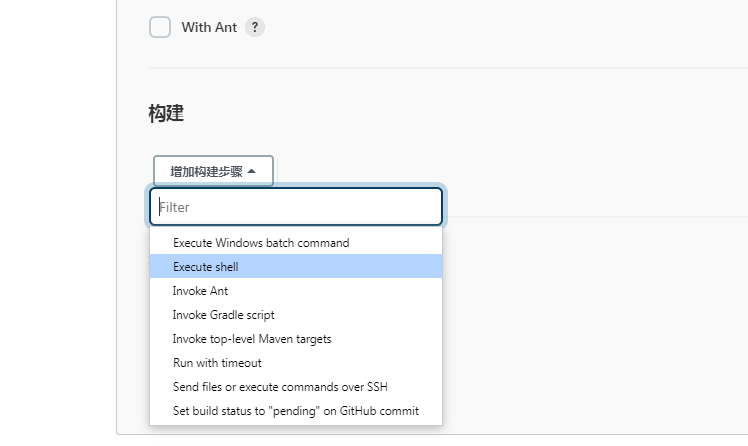 With Ant ?
构建
增加构建步骤
Filter
Execute Windows batch command
Execute shell
Invoke Ant
Invoke Gradle script
Invoke top-level Maven targets
Run with timeout
Send files or execute commands over SSH
Set build status to "pending" on GitHub commit